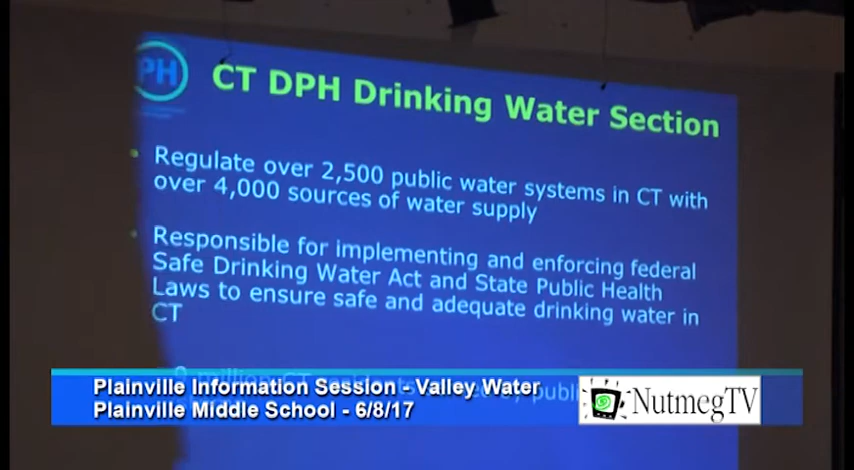 PH
CT DPH Drinking Water Section
Regulate over 2,500 public water systems in CT with
over 4,000 sources of water supply
Responsible for implementing and enforcing federal
Safe Drinking Water Act and State Public Health
Laws to ensure safe and adequate drinking water in
CT
Plainville Information Session - Valley Water
Plainville Middle School - 6/8/17
NutmegTV